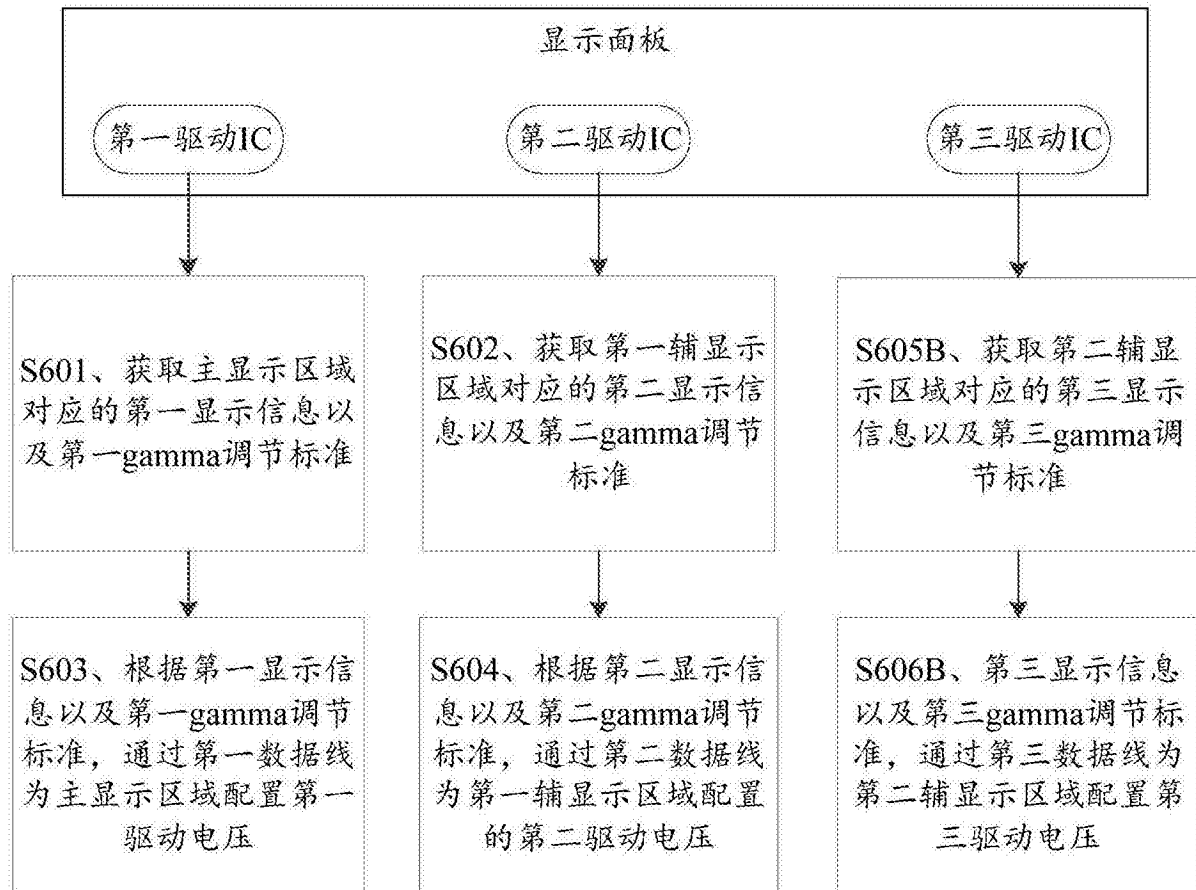 显示面板
第一驱动IC
第二驱动IC
第三驱动IC
S601、获取主显示区域
对应的第一显示信息以
及第一gamma调节标准
S602、获取第一辅显示
区域对应的第二显示信
息以及第二gamma调节
标准
S605B、获取第二辅显
示区域对应的第三显示
信息以及第三gamma调
节标准
S603、根据第一显示信
息以及第一gamma调节
标准，通过第一数据线
为主显示区域配置第一
驱动电压
S604、根据第二显示信
息以及第二gamma调节
标准，通过第二数据线
为第一辅显示区域配置
的第二驱动电压
S606B、第三显示信息
以及第三gamma调节标
准，通过第三数据线为
第二辅显示区域配置第
三驱动电压